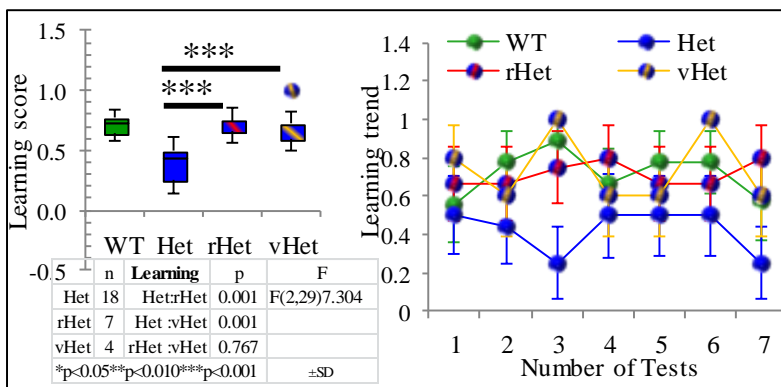 Learning score
1.5
1.0
0.5
0.0
-0.5
***
***
WT Het rHet vHet
n Learning p F
Het 18 Het:rHet 0.001 F(2,29)7.304
rHet 7 Het :vHet 0.001
vHet 4 rHet :vHet 0.767
*p<0.05**p<0.010***p<0.001 ±SD
Learning trend
1.4
1.2
1
0.8
0.6
0.4
0.2
0
WT Het
rHet vHet
1 2 3 4 5 6 7
Number of Tests